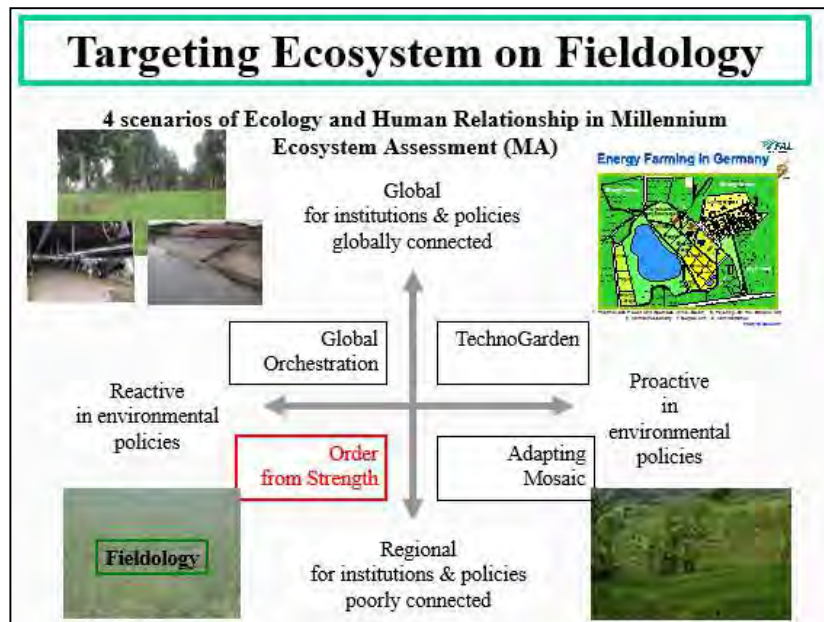 Targeting Ecosystem on Fieldology
4 scenarios of Ecology and Human Relationship in Millennium
Ecosystem Assessment (MA)
FAL
Energy Farming in Germany
Global
for institutions & policies
globally connected
Global
Orchestration
TechnoGarden
Reactive
in environmental
policies
Proactive
in
environmental
policies
Order
from Strength
Adapting
Mosaic
Fieldology
Regional
for institutions & policies
poorly connected